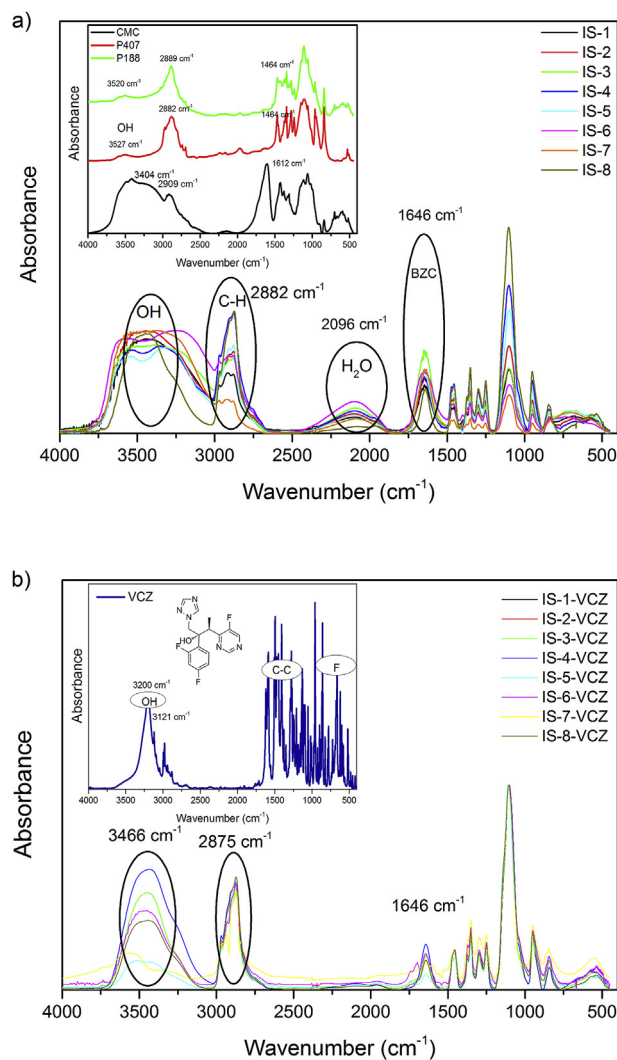 a)
CMC
P407
P188
2889 cm-1
3520 cm-1
1464 cm-1
2882 cm-1
OH
3527 cm-1
1464 cm-1
3404 cm-1
2909 cm-1
1612 cm-1
Absorbance
4000 3500 3000 2500 2000 1500 1000 500
Wavenumber (cm-1)
IS-1
IS-2
IS-3
IS-4
IS-5
IS-6
IS-7
IS-8
1646 cm-1
BZC
C-H
2882 cm-1
2096 cm-1
OH
H2O
Absorbance
4000 3500 3000 2500 2000 1500 1000 500
Wavenumber (cm-1)
b)
VCZ
N
N
N
F
HO
N
N
F
F
3200 cm-1
OH
3121 cm-1
C-C
F
Absorbance
4000 3500 3000 2500 2000 1500 1000 500
Wavenumber (cm-1)
IS-1-VCZ
IS-2-VCZ
IS-3-VCZ
IS-4-VCZ
IS-5-VCZ
IS-6-VCZ
IS-7-VCZ
IS-8-VCZ
3466 cm-1
2875 cm-1
1646 cm-1
Absorbance
4000 3500 3000 2500 2000 1500 1000 500
Wavenumber (cm-1)